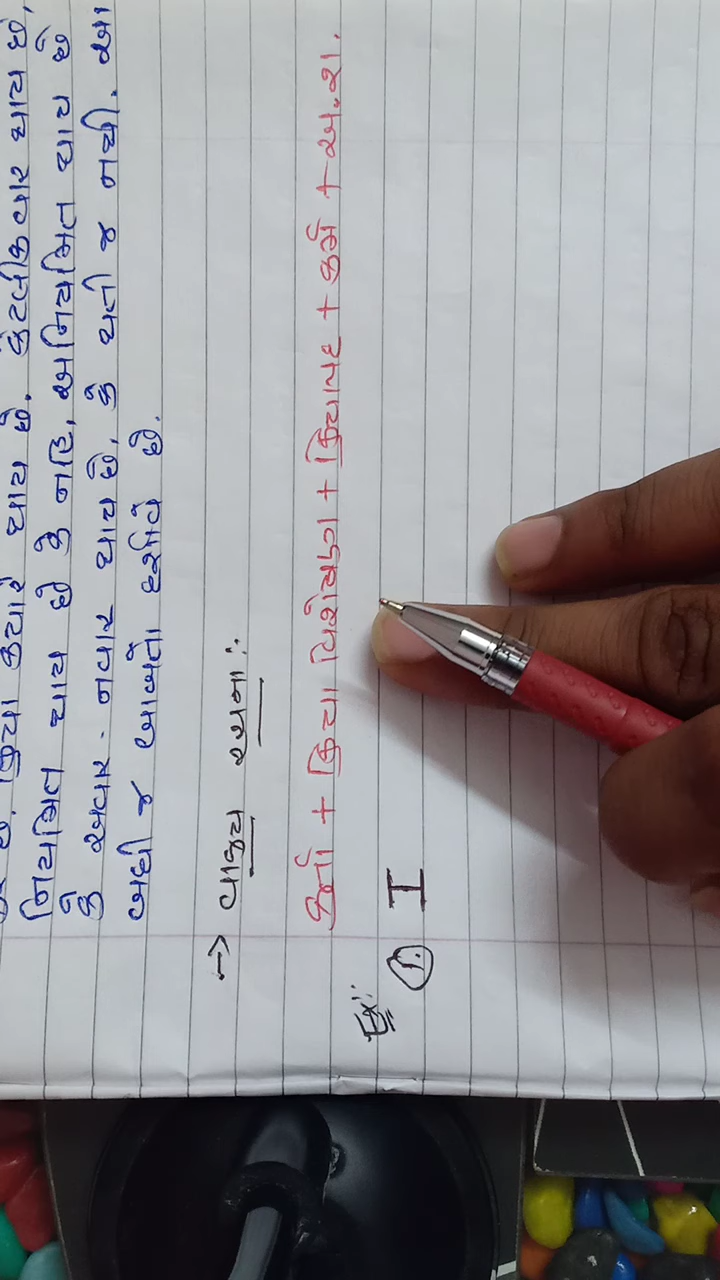 છે. ક્રિયા ક્યારે થાય છે. કેટલીકવાર થાય છે,
નિયમિત થાય છે કે નહિ, અનિયમિત થાય છે
કે અવાર-નવાર થાય છે, કે થતી જ નથી. આ
બધી જ બાબતો દર્શાવે છે.
→ વાક્ય રચના :-
કર્તા + ક્રિયા વિશેષણ + ક્રિયાપદ + કર્મ + અ.શ.
Ex:-
①. I